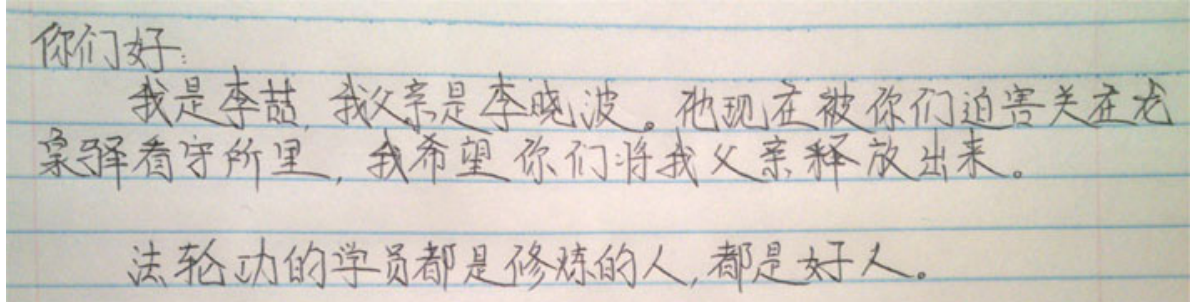 你们好:
我是李喆,我父亲是李晓波。他现在被你们迫害关在龙
泉驿看守所里,我希望你们将我父亲释放出来。
法轮功的学员都是修炼的人,都是好人。